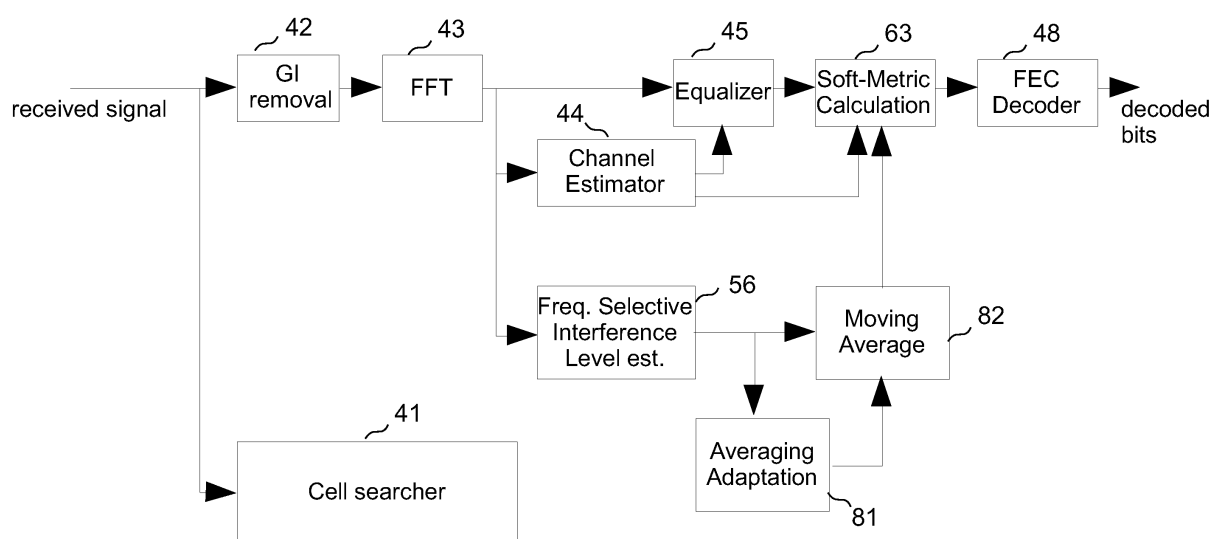 42
43
45
63
48
GI
removal
FFT
Equalizer
Soft-Metric
Calculation
FEC
Decoder
received signal
decoded
bits
44
Channel
Estimator
56
Freq. Selective
Interference
Level est.
Moving
Average
82
41
Cell searcher
Averaging
Adaptation
81